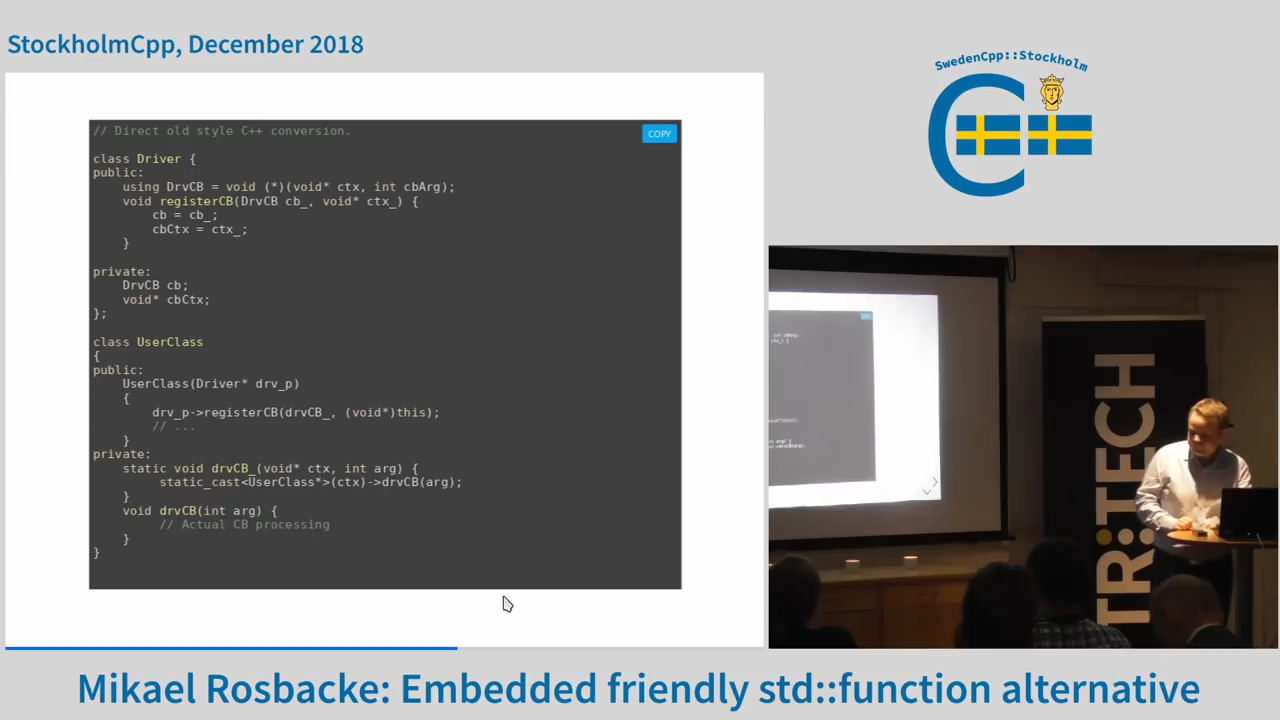 StockholmCpp, December 2018
SwedenCpp::Stockholm
// Direct old style C++ conversion.
COPY
class Driver {
public:
    using DrvCB = void (*)(void* ctx, int cbArg);
    void registerCB(DrvCB cb_, void* ctx_) {
        cb = cb_;
        cbCtx = ctx_;
    }
private:
    DrvCB cb;
    void* cbCtx;
};
class UserClass
{
public:
    UserClass(Driver* drv_p)
    {
        drv_p->registerCB(drvCB_, (void*)this);
        // ...
    }
private:
    static void drvCB_(void* ctx, int arg) {
         static_cast<UserClass*>(ctx)->drvCB(arg);
    }
    void drvCB(int arg) {
         // Actual CB processing
    }
}
TR:TECH
Mikael Rosbacke: Embedded friendly std::function alternative